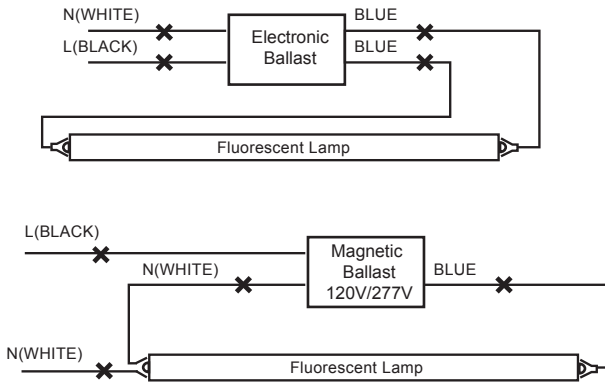 N(WHITE)
BLUE
L(BLACK)
Electronic
Ballast
BLUE
Fluorescent Lamp
L(BLACK)
N(WHITE)
Magnetic
Ballast
120V/277V
BLUE
N(WHITE)
Fluorescent Lamp